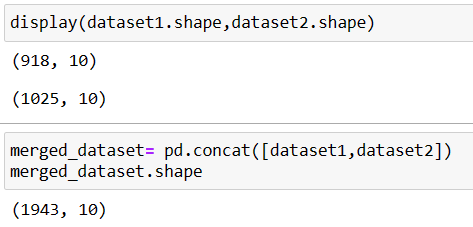 display(dataset1.shape,dataset2.shape)
(918, 10)
(1025, 10)
merged_dataset= pd.concat([dataset1,dataset2])
merged_dataset.shape
(1943, 10)